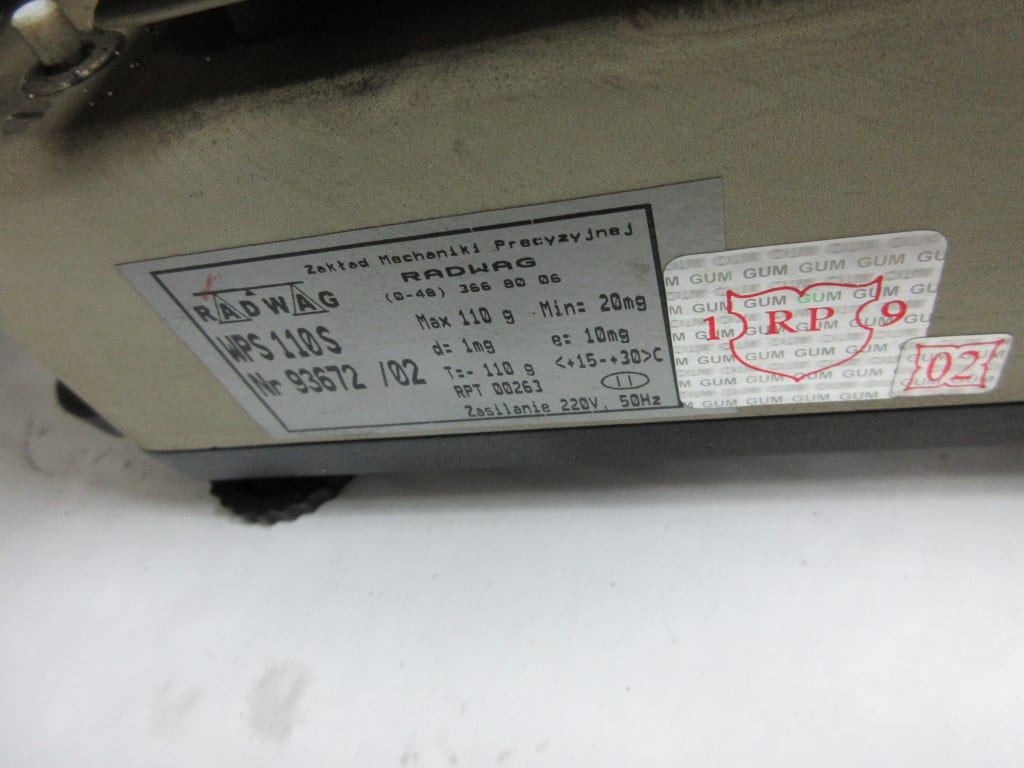 Zakład Mechaniki Precyzyjnej
RADWAG
(0-48) 366 80 06
RADWAG
WPS 110S
Nr 93672 /02
Max 110 g Min= 20mg
d= 1mg e: 10mg
T=- 110 g <+15-+30>C
RPT 00263 II
Zasilanie 220V, 50Hz
GUM GUM GUM GUM
1 RP 9
02